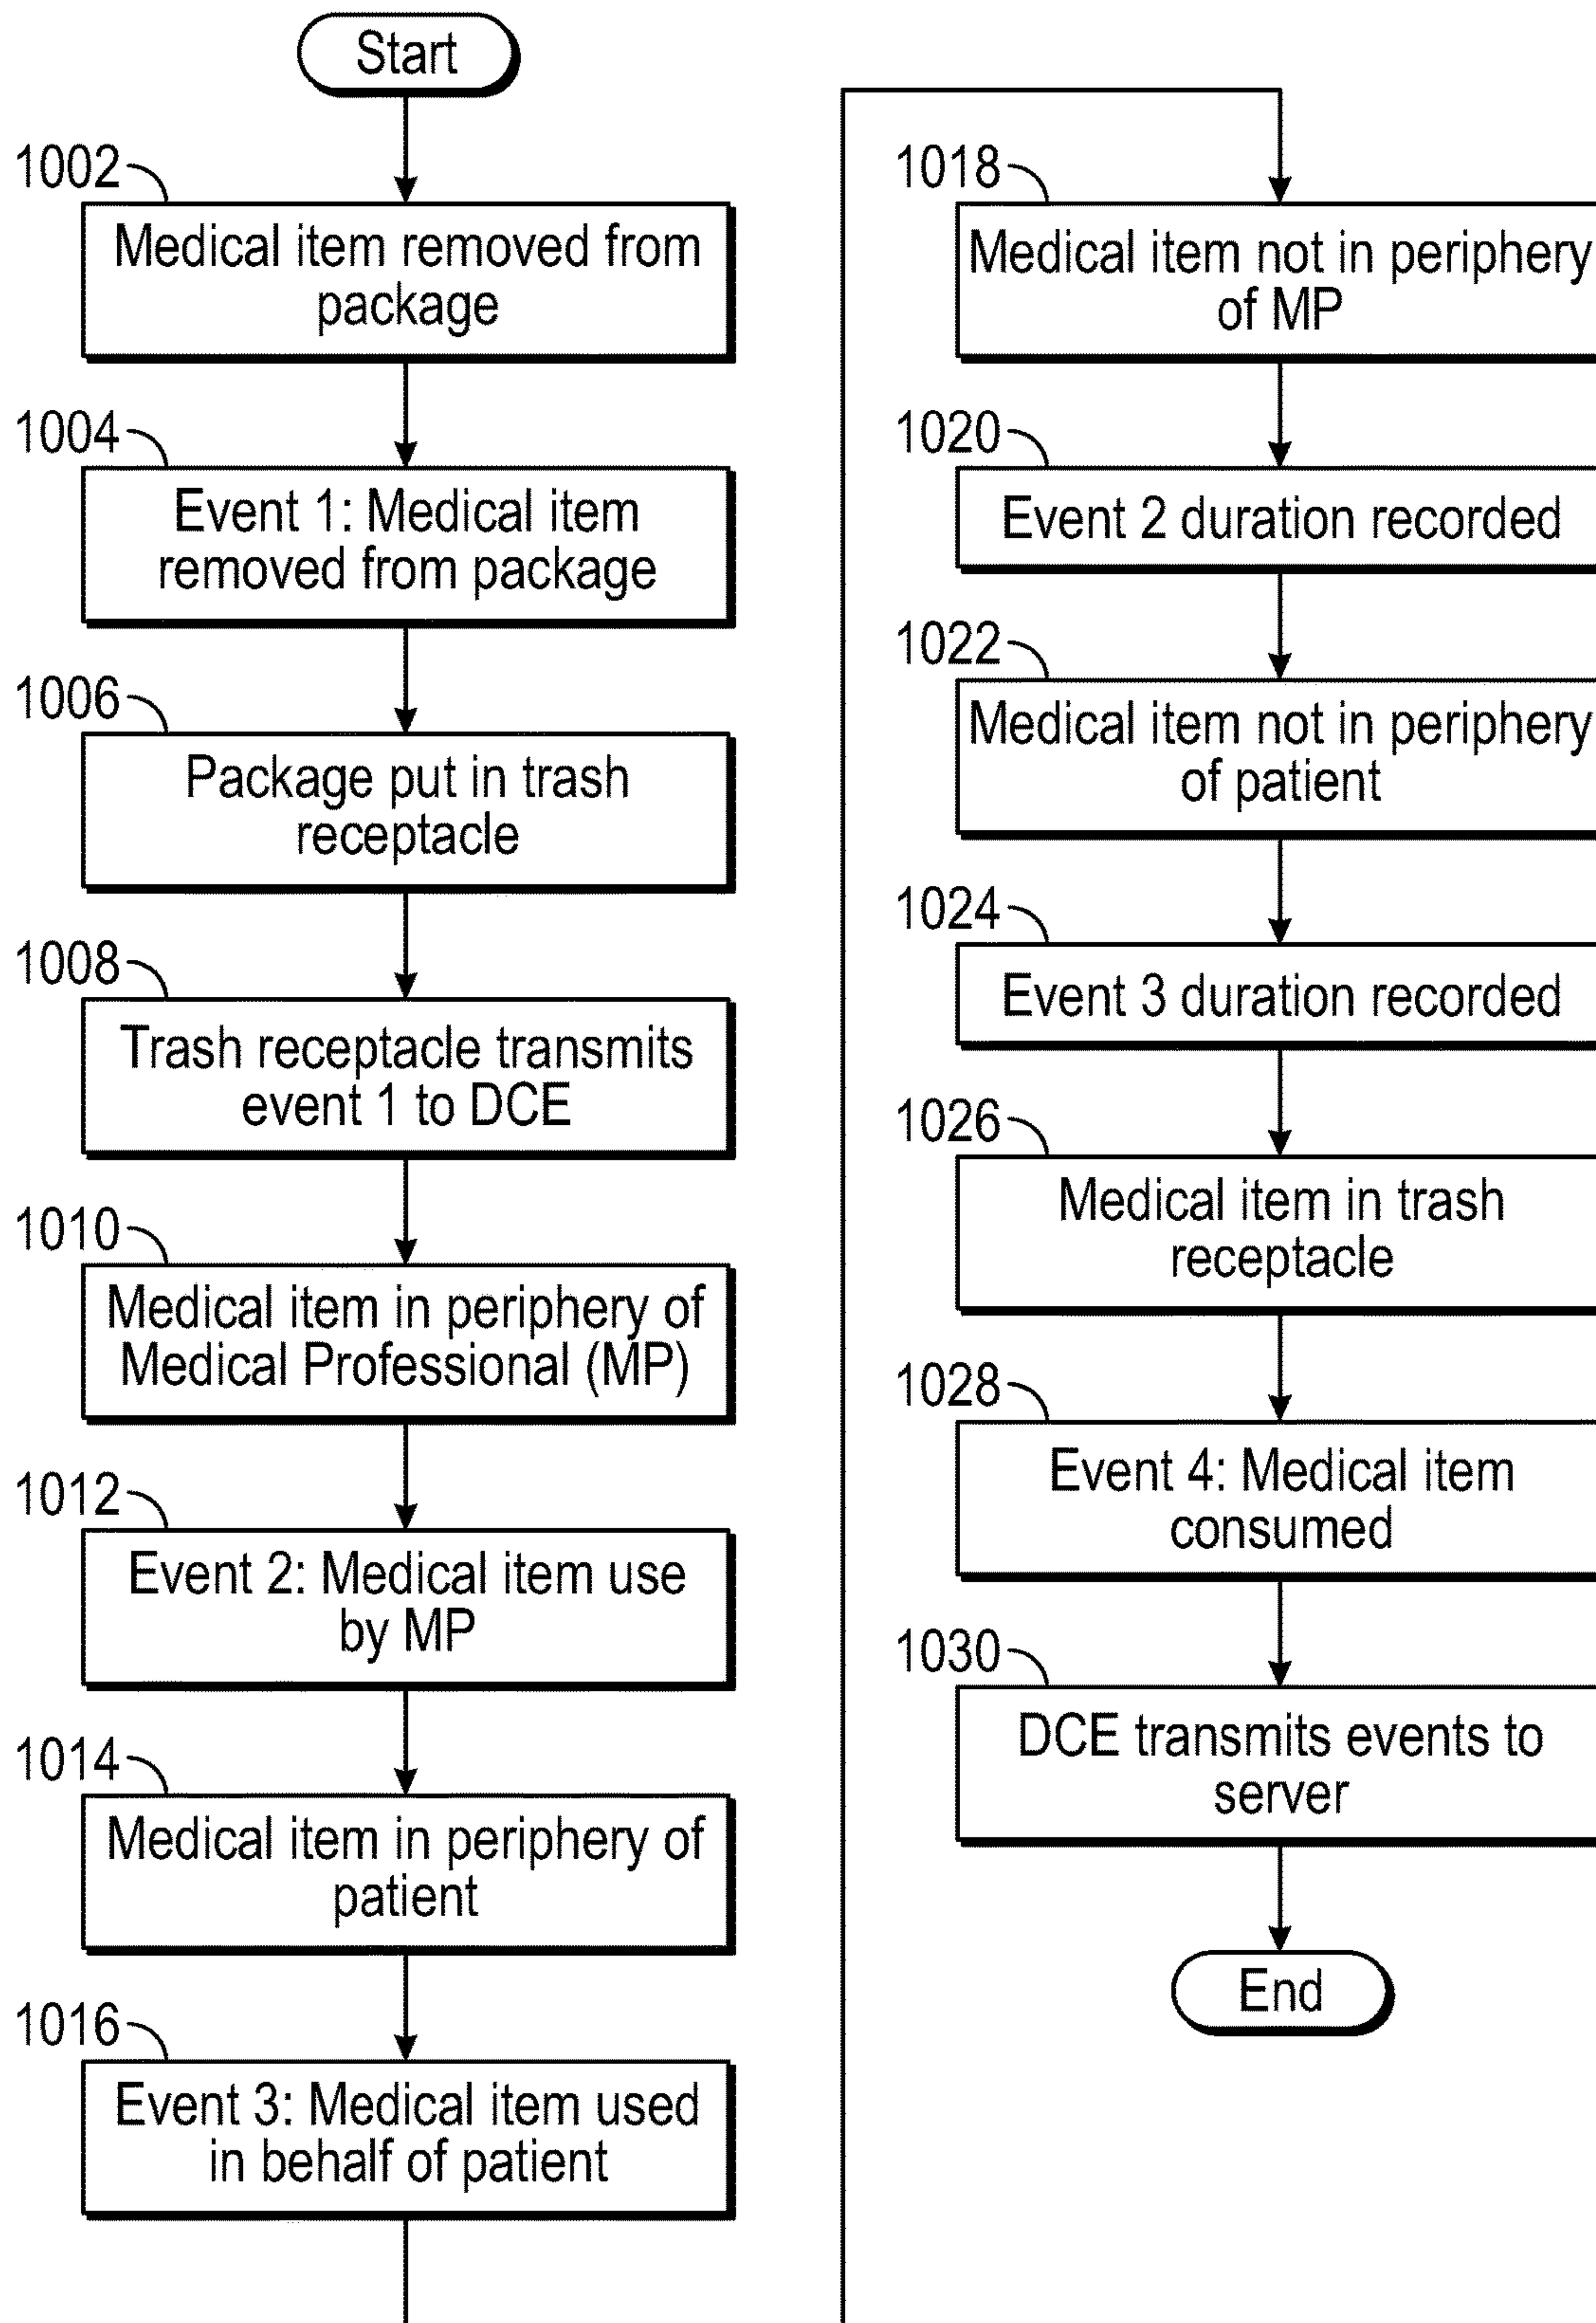 Start
1002
Medical item removed from
package
1004
Event 1: Medical item
removed from package
1006
Package put in trash
receptacle
1008
Trash receptacle transmits
event 1 to DCE
1010
Medical item in periphery of
Medical Professional (MP)
1012
Event 2: Medical item use
by MP
1014
Medical item in periphery of
patient
1016
Event 3: Medical item used
in behalf of patient
1018
Medical item not in periphery
of MP
1020
Event 2 duration recorded
1022
Medical item not in periphery
of patient
1024
Event 3 duration recorded
1026
Medical item in trash
receptacle
1028
Event 4: Medical item
consumed
1030
DCE transmits events to
server
End